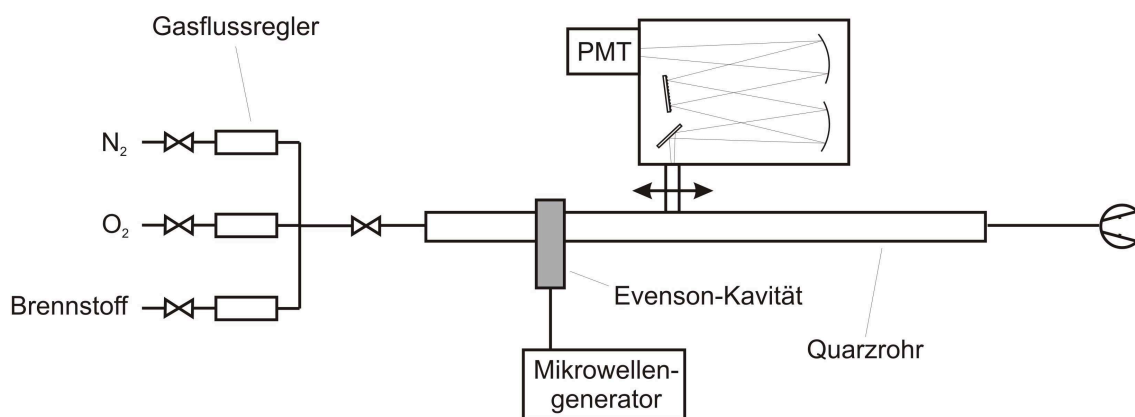 Gasflussregler
PMT
N₂
O₂
Brennstoff
Evenson-Kavität
Quarzrohr
Mikrowellen-
generator